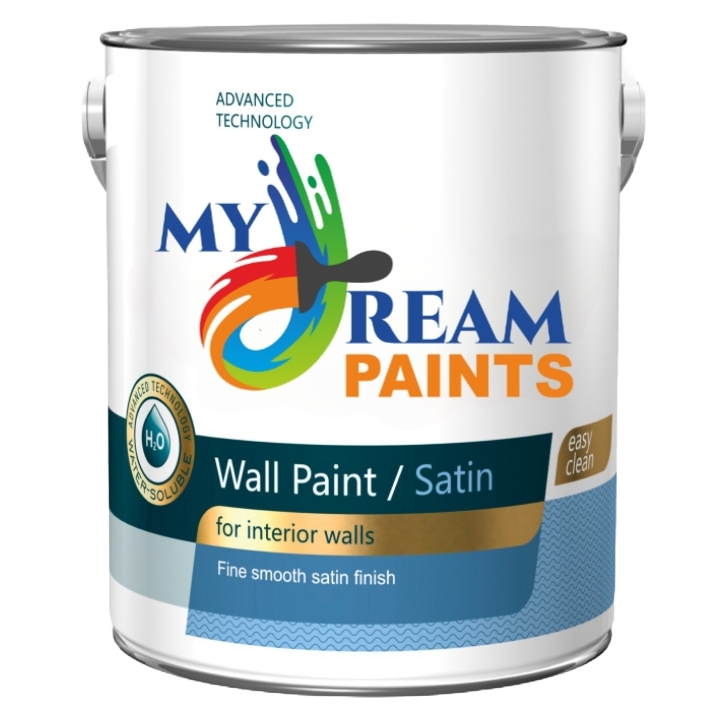 ADVANCED
TECHNOLOGY
MY
DREAM
PAINTS
ADVANCED TECHNOLOGY
H₂O
WATER-SOLUBLE
easy
clean
Wall Paint / Satin
for interior walls
Fine smooth satin finish